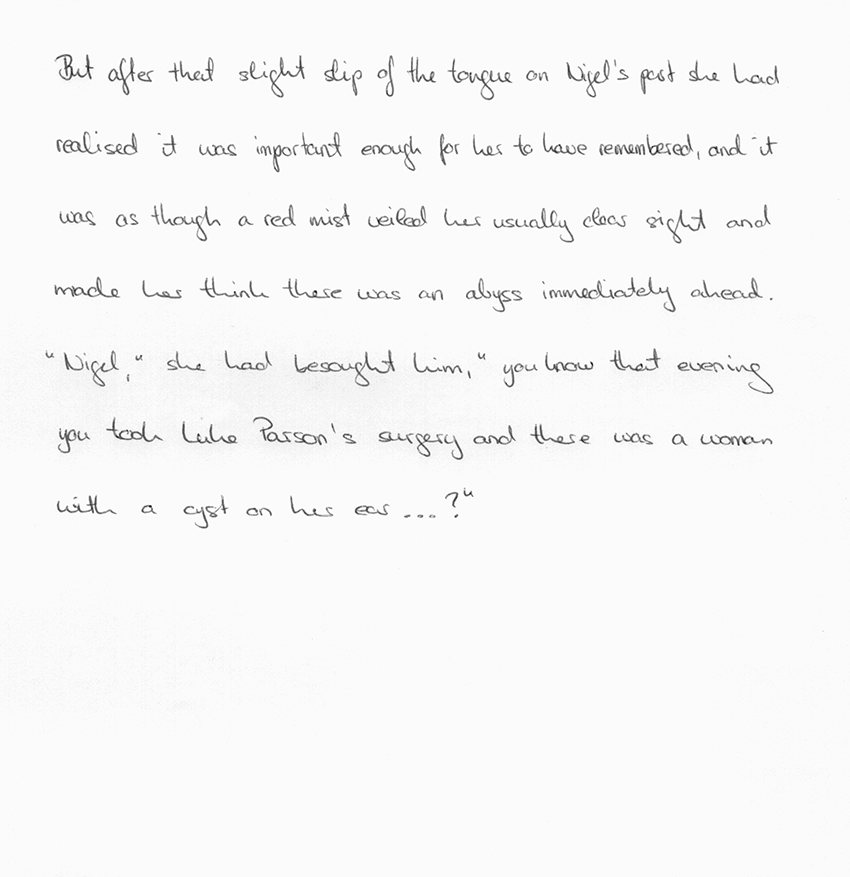 But after that slight slip of the tongue on Nigel's part she had
realised it was important enough for her to have remembered, and it
was as though a red mist veiled her usually clear sight and
made her think there was an abyss immediately ahead.
"Nigel," she had besought him, "you know that evening
you took Luke Parson's surgery and there was a woman
with a cyst on her ear ...?"